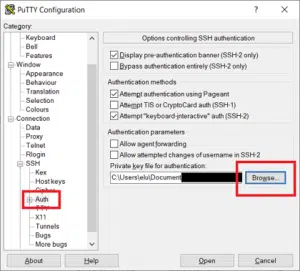 PuTTY Configuration
Category:
Keyboard
Bell
Features
Window
Appearance
Behaviour
Translation
Selection
Colours
Connection
Data
Proxy
Telnet
Rlogin
SSH
Kex
Host keys
Cipher
Auth
TTY
X11
Tunnels
Bugs
More bugs
Options controlling SSH authentication
Display pre-authentication banner (SSH-2 only)
Bypass authentication entirely (SSH-2 only)
Authentication methods
Attempt authentication using Pageant
Attempt TIS or CryptoCard auth (SSH-1)
Attempt "keyboard-interactive" auth (SSH-2)
Authentication parameters
Allow agent forwarding
Allow attempted changes of username in SSH-2
Private key file for authentication:
C:\Users\elu\Document
Browse...
About
Help
Open
Cancel